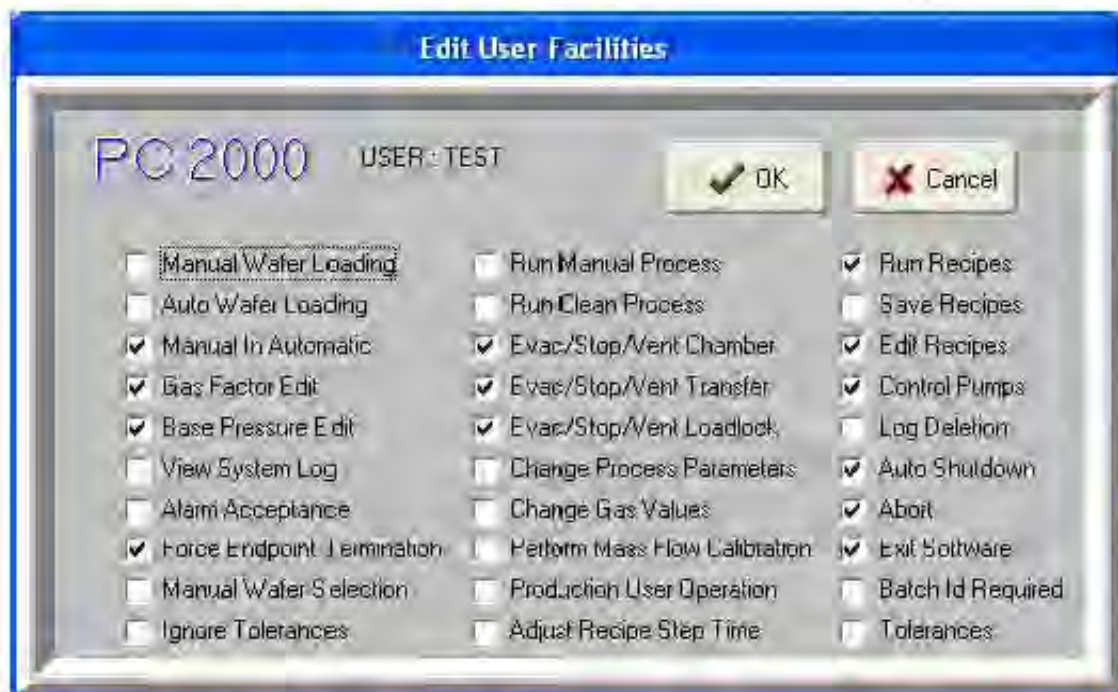 Edit User Facilities
PC 2000 USER : TEST OK Cancel
Manual Wafer Loading Run Manual Process Run Recipes
Auto Wafer Loading Run Clean Process Save Recipes
Manual In Automatic Evac/Stop/Vent Chamber Edit Recipes
Gas Factor Edit Evac/Stop/Vent Transfer Control Pumps
Base Pressure Edit Evac/Stop/Vent Loadlock Log Deletion
View System Log Change Process Parameters Auto Shutdown
Alarm Acceptance Change Gas Values Abort
Force Endpoint Termination Perform Mass Flow Calibration Exit Software
Manual Wafer Selection Production User Operation Batch Id Required
Ignore Tolerances Adjust Recipe Step Time Tolerances